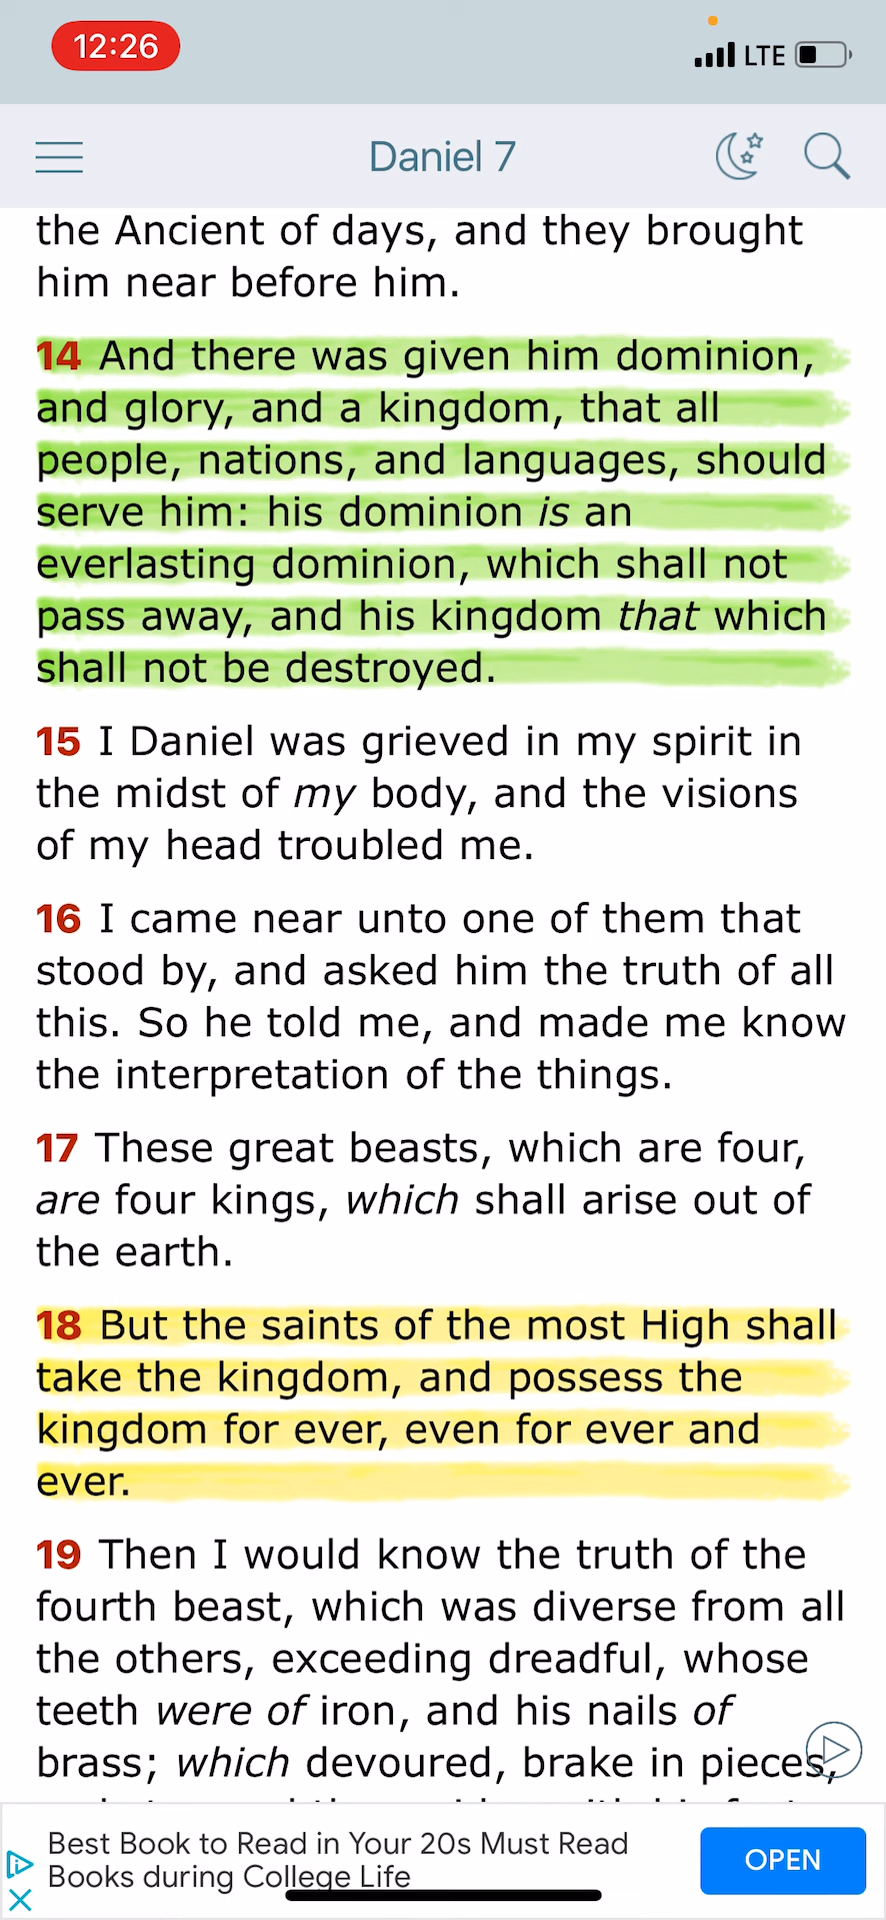 12:26
LTE
Daniel 7
the Ancient of days, and they brought
him near before him.
14 And there was given him dominion,
and glory, and a kingdom, that all
people, nations, and languages, should
serve him: his dominion is an
everlasting dominion, which shall not
pass away, and his kingdom that which
shall not be destroyed.
15 I Daniel was grieved in my spirit in
the midst of my body, and the visions
of my head troubled me.
16 I came near unto one of them that
stood by, and asked him the truth of all
this. So he told me, and made me know
the interpretation of the things.
17 These great beasts, which are four,
are four kings, which shall arise out of
the earth.
18 But the saints of the most High shall
take the kingdom, and possess the
kingdom for ever, even for ever and
ever.
19 Then I would know the truth of the
fourth beast, which was diverse from all
the others, exceeding dreadful, whose
teeth were of iron, and his nails of
brass; which devoured, brake in pieces,
Best Book to Read in Your 20s Must Read
Books during College Life
OPEN